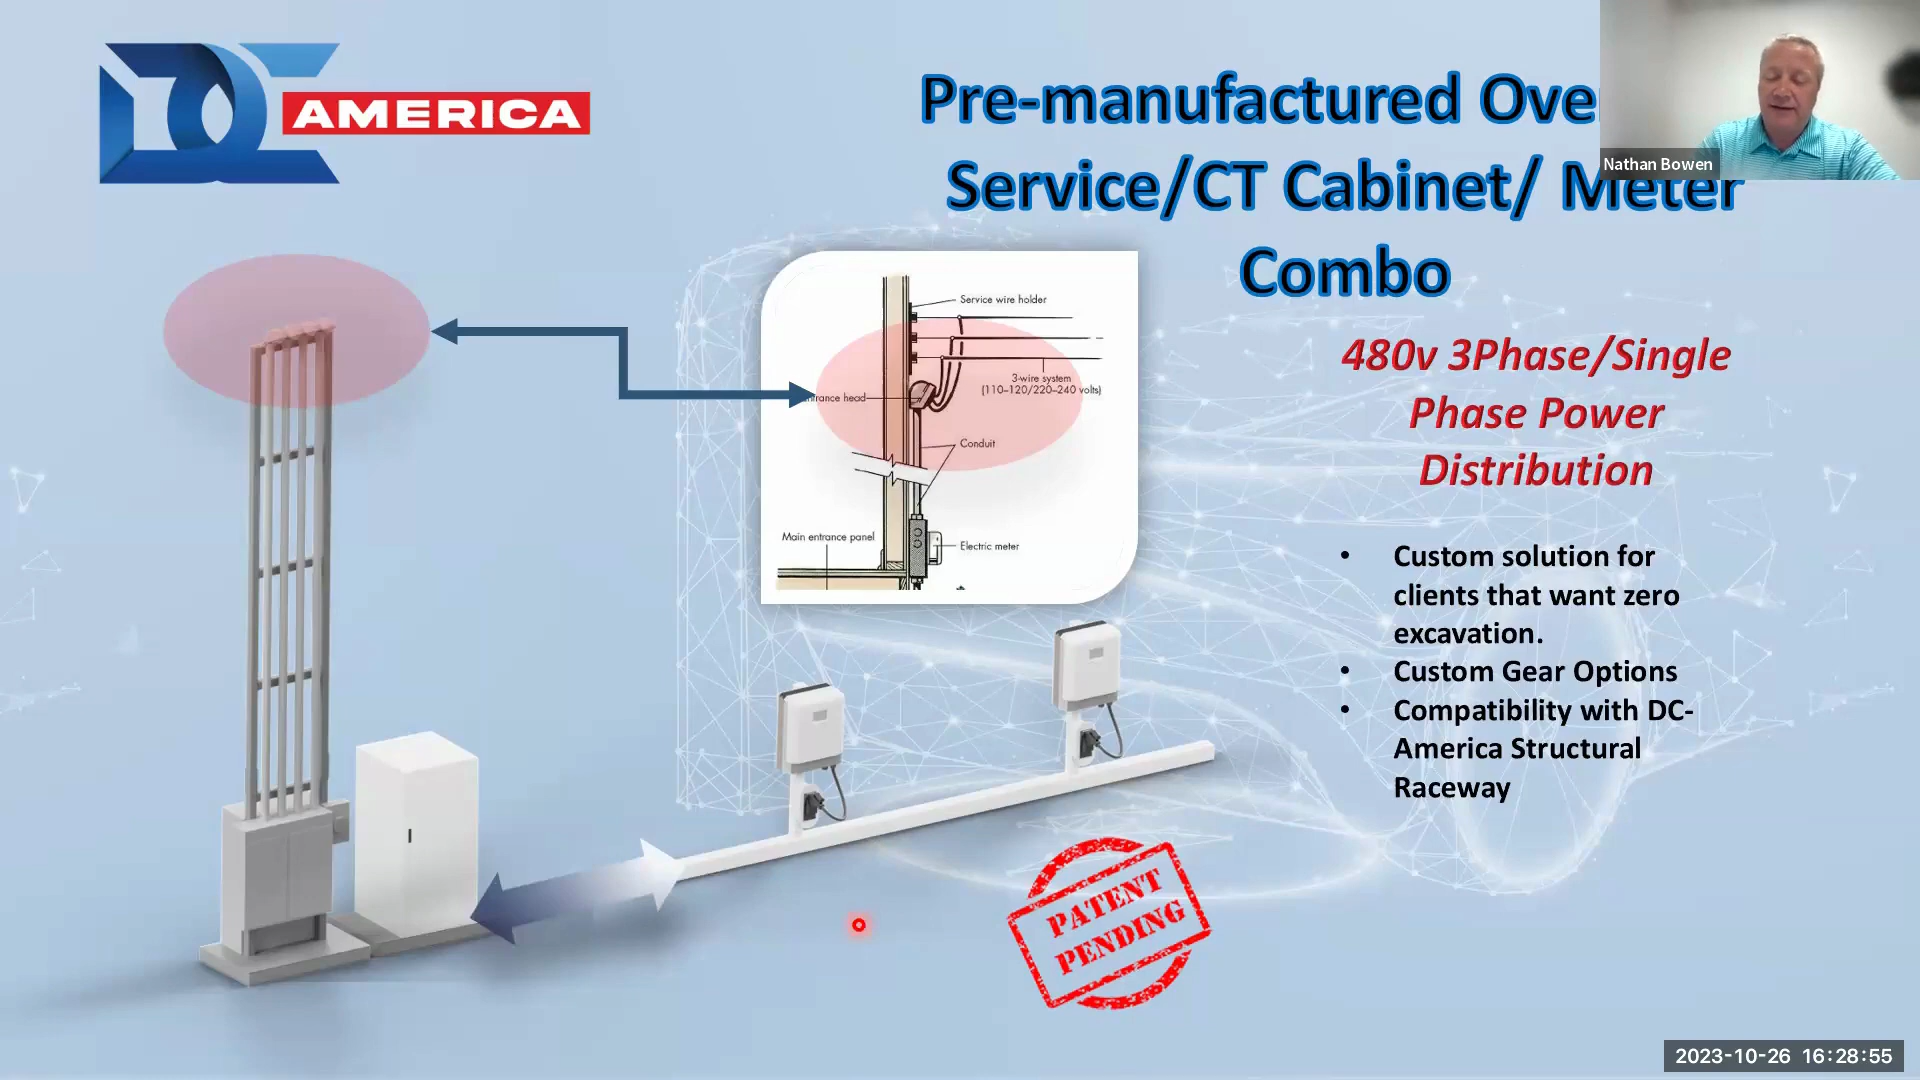 DC
AMERICA
Pre-manufactured Ove
Service/CT Cabinet/ Meter
Combo
Nathan Bowen
480v 3Phase/Single
Phase Power
Distribution
Service wire holder
3-wire system
(110–120/220–240 volts)
trance head
Conduit
Main entrance panel
Electric meter
• Custom solution for
clients that want zero
excavation.
• Custom Gear Options
• Compatibility with DC-
America Structural
Raceway
PATENT
PENDING
2023-10-26 16:28:55